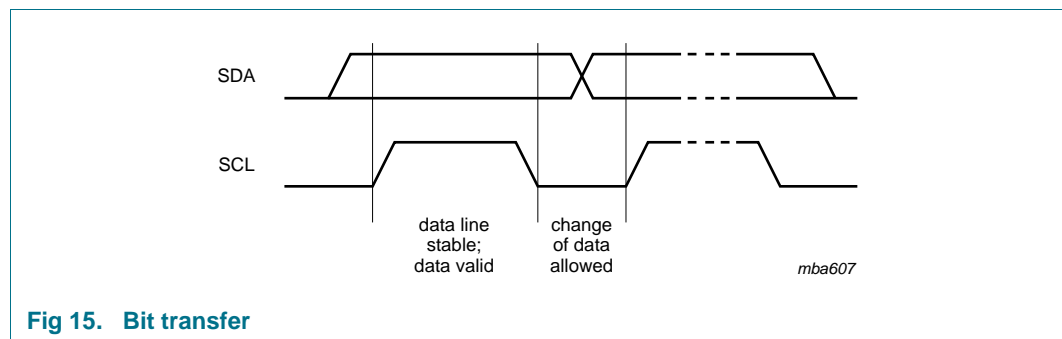 SDA
SCL
data line
stable;
data valid
change
of data
allowed
mba607
Fig 15. Bit transfer